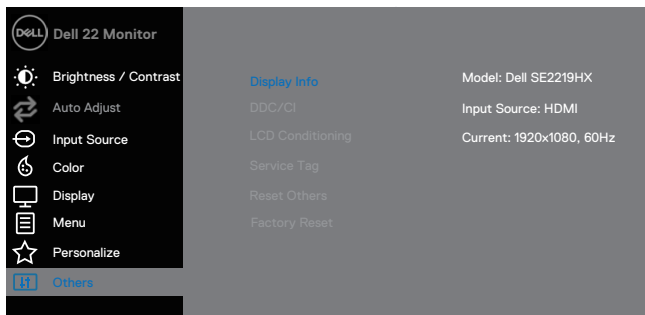 DELL Dell 22 Monitor
Brightness / Contrast
Auto Adjust
Input Source
Color
Display
Menu
Personalize
Others
Display Info
DDC/CI
LCD Conditioning
Service Tag
Reset Others
Factory Reset
Model: Dell SE2219HX
Input Source: HDMI
Current: 1920x1080, 60Hz